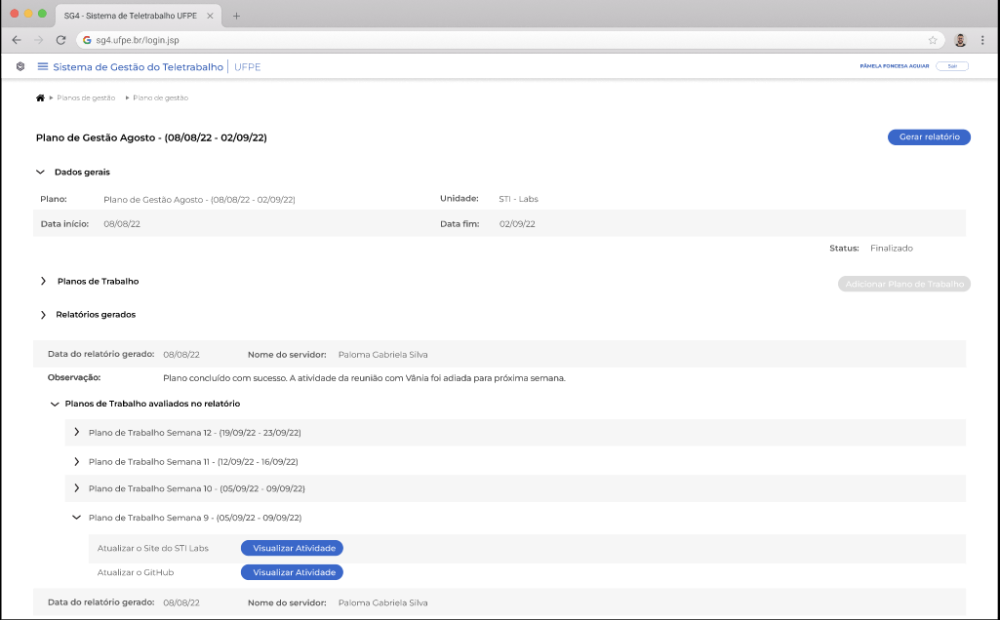 SG4 - Sistema de Teletrabalho UFPE
sg4.ufpe.br/login.jsp
Sistema de Gestão do Teletrabalho UFPE
PÂMELA FONCESA AGUIAR Sair
Planos de gestão Plano de gestão
Plano de Gestão Agosto - (08/08/22 - 02/09/22) Gerar relatório
Dados gerais
Plano: Plano de Gestão Agosto - (08/08/22 - 02/09/22) Unidade: STI - Labs
Data início: 08/08/22 Data fim: 02/09/22
Status: Finalizado
Planos de Trabalho Adicionar Plano de Trabalho
Relatórios gerados
Data do relatório gerado: 08/08/22 Nome do servidor: Paloma Gabriela Silva
Observação: Plano concluído com sucesso. A atividade da reunião com Vânia foi adiada para próxima semana.
Planos de Trabalho avaliados no relatório
Plano de Trabalho Semana 12 - (19/09/22 - 23/09/22)
Plano de Trabalho Semana 11 - (12/09/22 - 16/09/22)
Plano de Trabalho Semana 10 - (05/09/22 - 09/09/22)
Plano de Trabalho Semana 9 - (05/09/22 - 09/09/22)
Atualizar o Site do STI Labs Visualizar Atividade
Atualizar o GitHub Visualizar Atividade
Data do relatório gerado: 08/08/22 Nome do servidor: Paloma Gabriela Silva